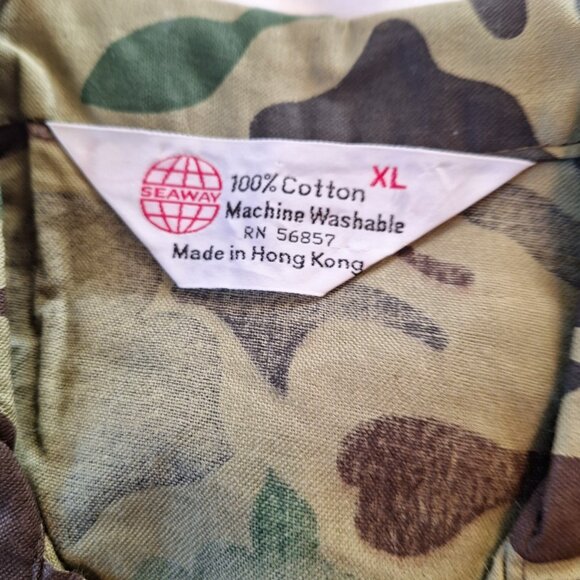 SEAWAY
XL
100% Cotton
Machine Washable
RN 56857
Made in Hong Kong